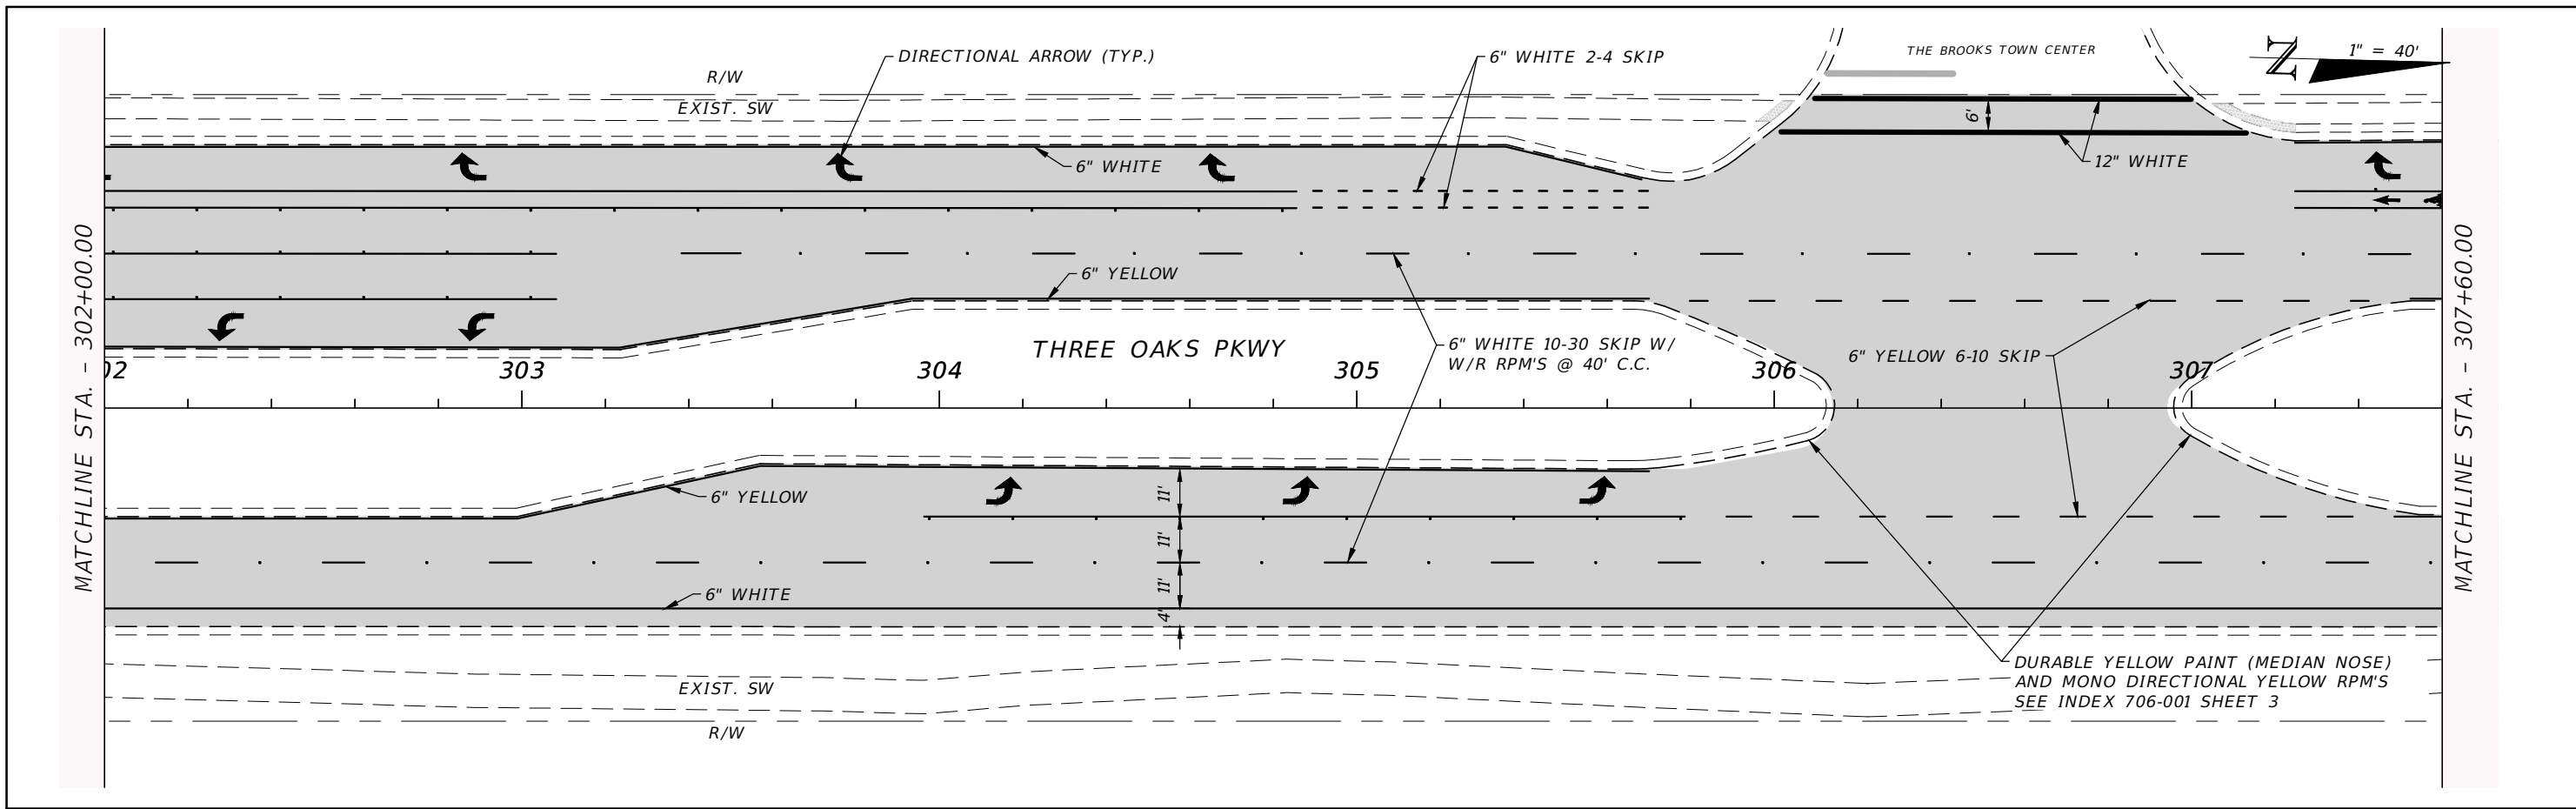 DIRECTIONAL ARROW (TYP.)
6" WHITE 2-4 SKIP
THE BROOKS TOWN CENTER
N
1" = 40'
R/W
EXIST. SW
6'
6" WHITE
12" WHITE
6" YELLOW
MATCHLINE STA. - 302+00.00
MATCHLINE STA. - 307+60.00
THREE OAKS PKWY
6" WHITE 10-30 SKIP W/
W/R RPM'S @ 40' C.C.
6" YELLOW 6-10 SKIP
02
303
304
305
306
307
6" YELLOW
11'
11'
11'
4'
6" WHITE
DURABLE YELLOW PAINT (MEDIAN NOSE)
AND MONO DIRECTIONAL YELLOW RPM'S
SEE INDEX 706-001 SHEET 3
EXIST. SW
R/W